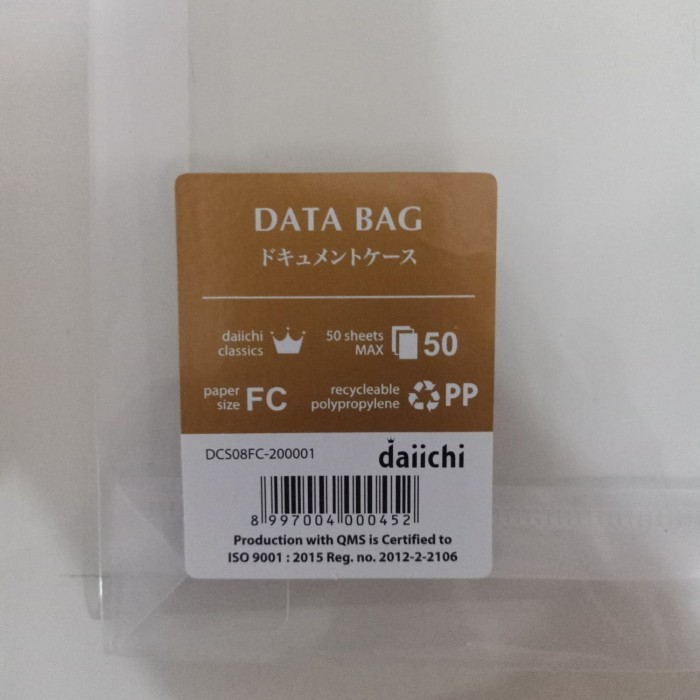 DATA BAG
ドキュメントケース
daiichi
classics
50 sheets
MAX
50
paper
size
FC
recycleable
polypropylene
PP
DCS08FC-200001
daiichi
8 997004 000452
Production with QMS is Certified to
ISO 9001 : 2015 Reg. no. 2012-2-2106